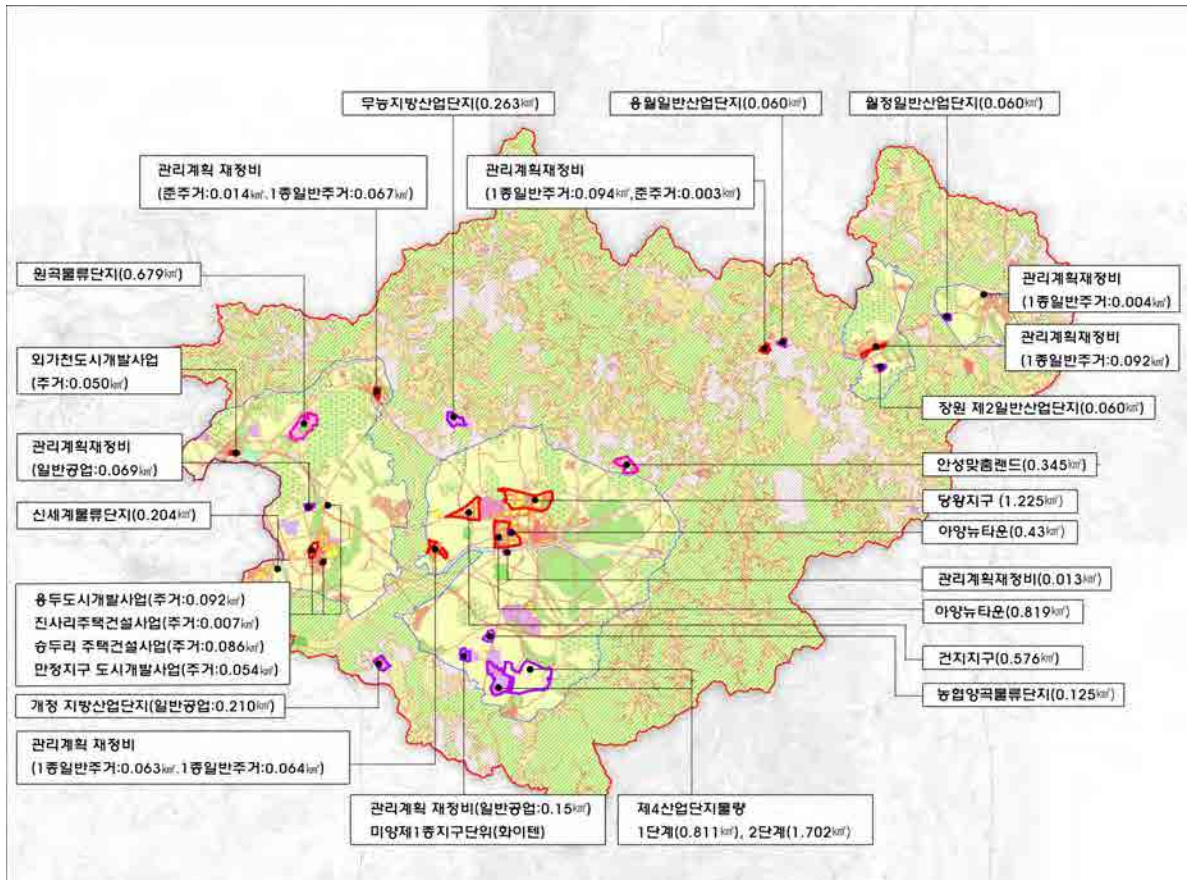 무능지방산업단지(0.263㎢)
용월일반산업단지(0.060㎢)
월정일반산업단지(0.060㎢)
관리계획 재정비
(준주거:0.014㎢.1종일반주거:0.067㎢)
관리계획재정비
(1종일반주거:0.094㎢,준주거:0.003㎢)
원곡물류단지(0.679㎢)
관리계획재정비
(1종일반주거:0.004㎢)
외가천도시개발사업
(주거:0.050㎢)
관리계획재정비
(1종일반주거:0.092㎢)
장원 제2일반산업단지(0.060㎢)
관리계획재정비
(일반공업:0.069㎢)
안성맞춤랜드(0.345㎢)
신세계물류단지(0.204㎢)
당왕지구 (1.225㎢)
아양뉴타운(0.43㎢)
관리계획재정비(0.013㎢)
용두도시개발사업(주거:0.092㎢)
진사리주택건설사업(주거:0.007㎢)
승두리 주택건설사업(주거:0.086㎢)
만정지구 도시개발사업(주거:0.054㎢)
아양뉴타운(0.819㎢)
건지지구(0.576㎢)
농협양곡물류단지(0.125㎢)
개정 지방산업단지(일반공업:0.210㎢)
관리계획 재정비
(1종일반주거:0.063㎢.1종일반주거:0.064㎢)
관리계획 재정비(일반공업:0.15㎢)
미양제1종지구단위(화이텐)
제4산업단지물량
1단계(0.811㎢), 2단계(1.702㎢)